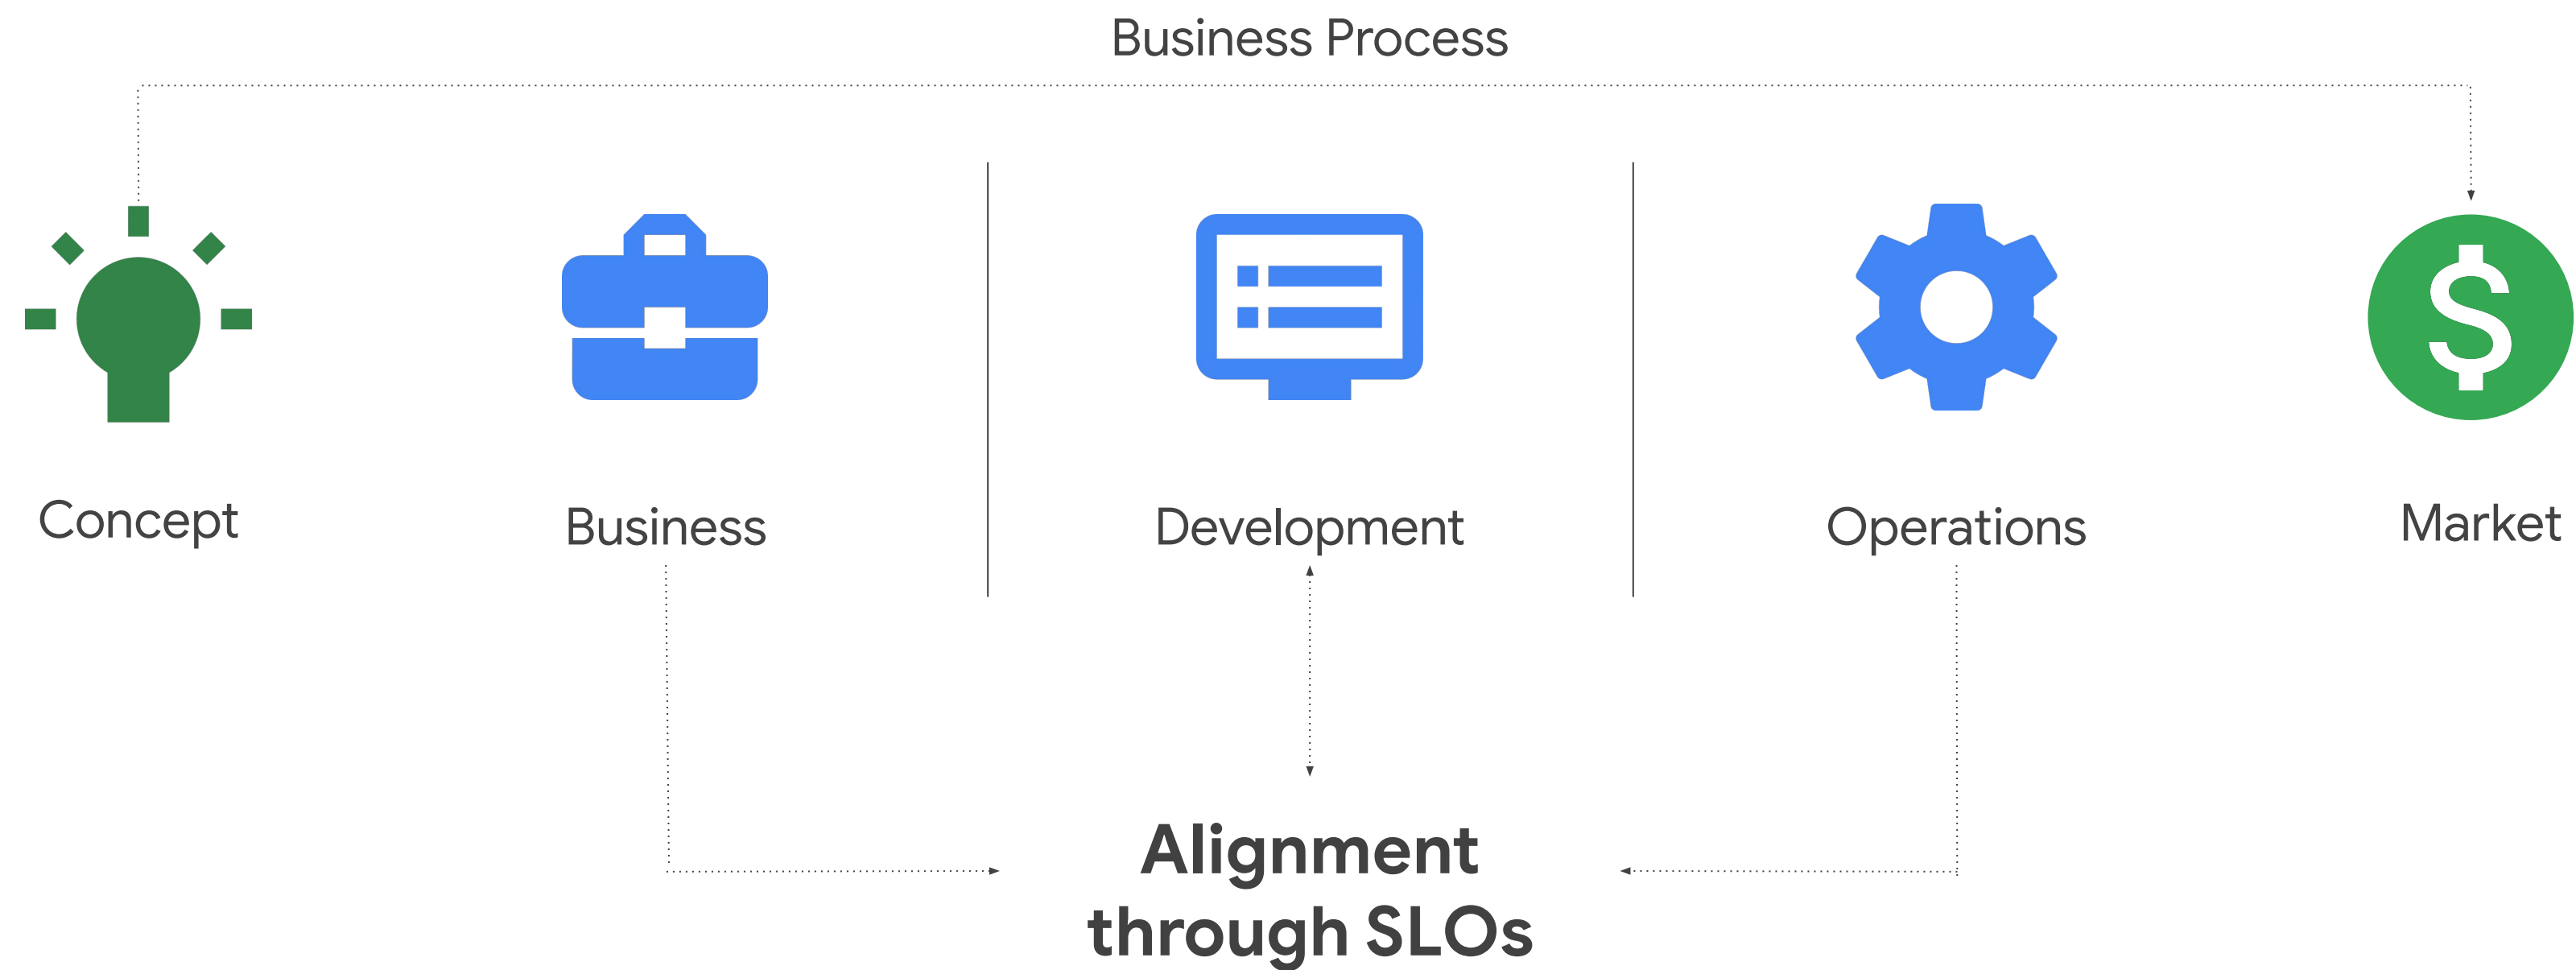 Business Process
Concept
Business
Development
Operations
Market
Alignment
through SLOs